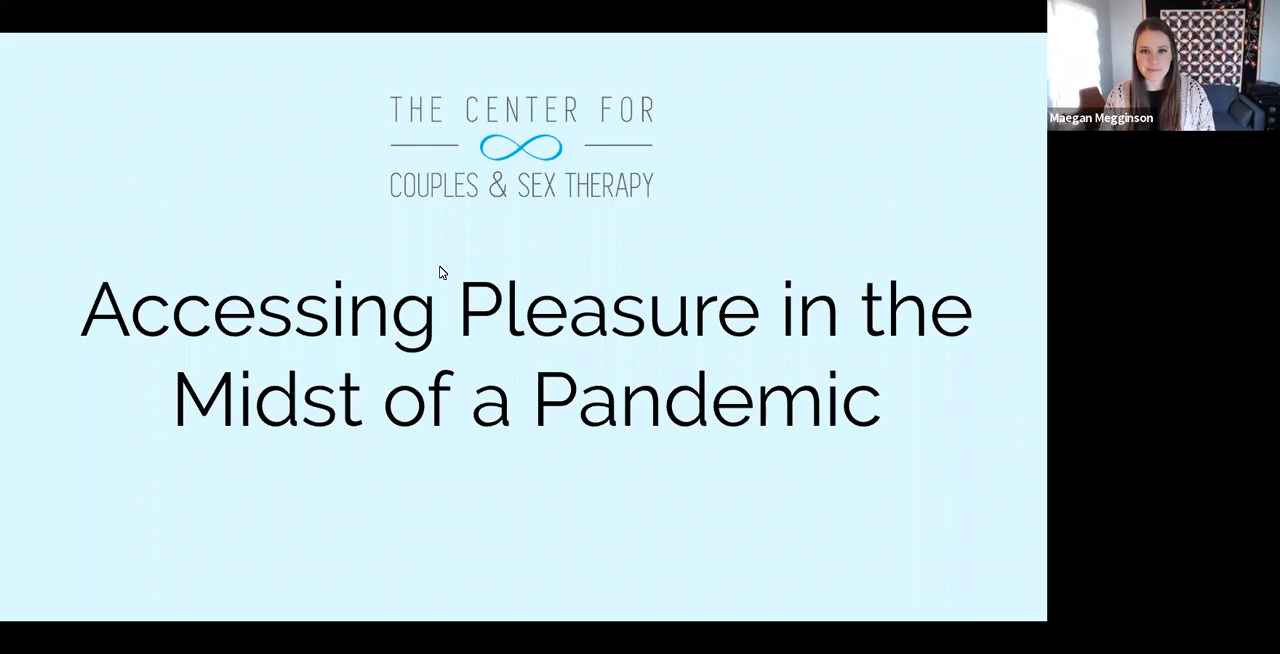 THE CENTER FOR
COUPLES & SEX THERAPY
Accessing Pleasure in the
Midst of a Pandemic
Maegan Megginson